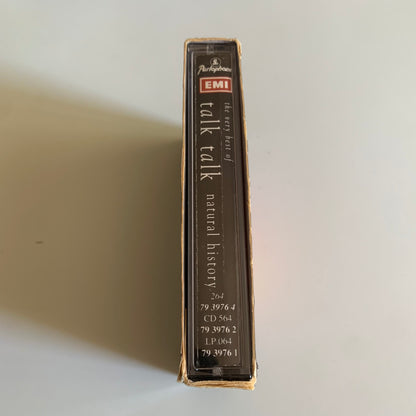 Parlophone
EMI
the very best of
talk talk
natural history
264
79 3976 4
CD 564
79 3976 2
LP 064
79 3976 1